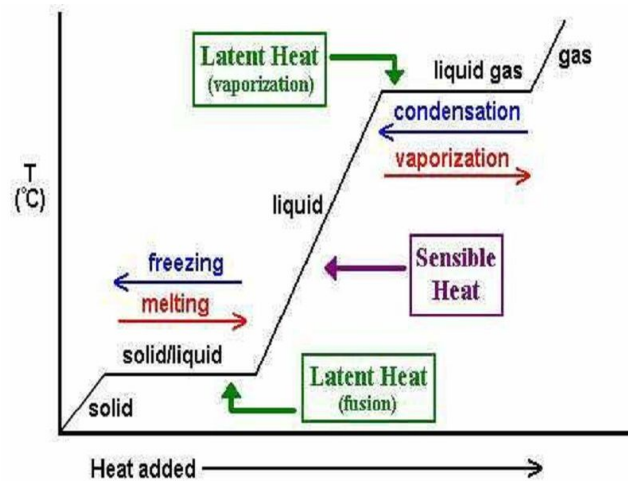 Latent Heat
(vaporization)
liquid gas
gas
condensation
vaporization
T
(°C)
liquid
freezing
melting
Sensible
Heat
solid/liquid
Latent Heat
(fusion)
solid
Heat added